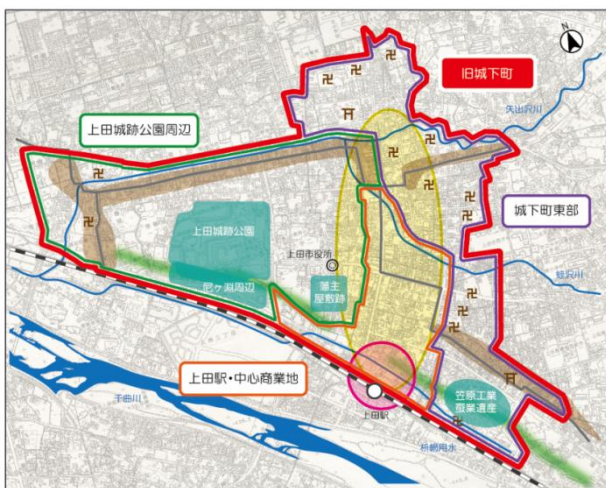 N
旧城下町
矢出沢川
上田城跡公園周辺
城下町東部
上田城跡公園
上田市役所
蛭沢川
尼ヶ淵周辺
藩主
屋敷跡
上田駅・中心商業地
笠原工業
産業遺産
上田駅
千曲川
枡網用水